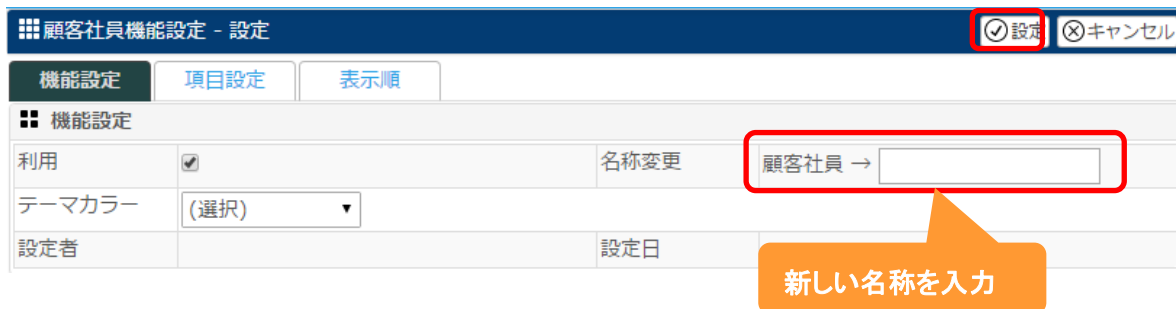 顧客社員機能設定 - 設定 設定 キャンセル
機能設定 項目設定 表示順
機能設定
利用 名称変更 顧客社員 →
テーマカラー (選択)
設定者 設定日
新しい名称を入力